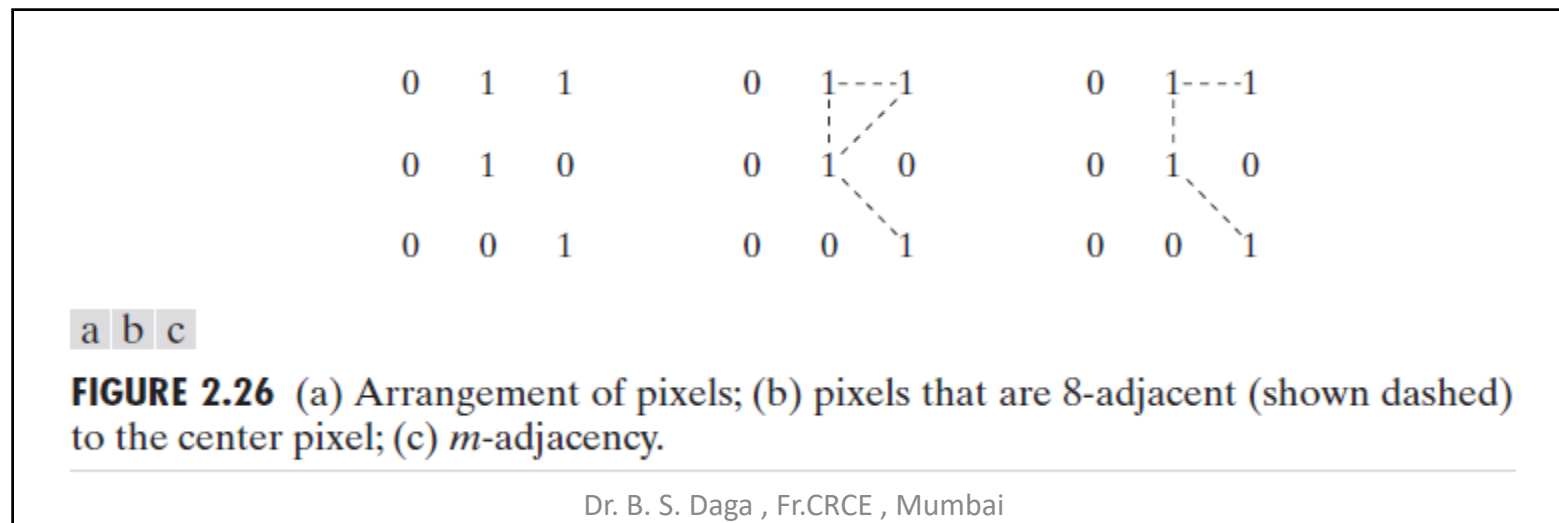 0 1 1 0 1----1 0 1----1
0 1 0 0 1 0 0 1 0
0 0 1 0 0 1 0 0 1
a b c
FIGURE 2.26 (a) Arrangement of pixels; (b) pixels that are 8-adjacent (shown dashed)
to the center pixel; (c) m-adjacency.
Dr. B. S. Daga , Fr.CRCE , Mumbai